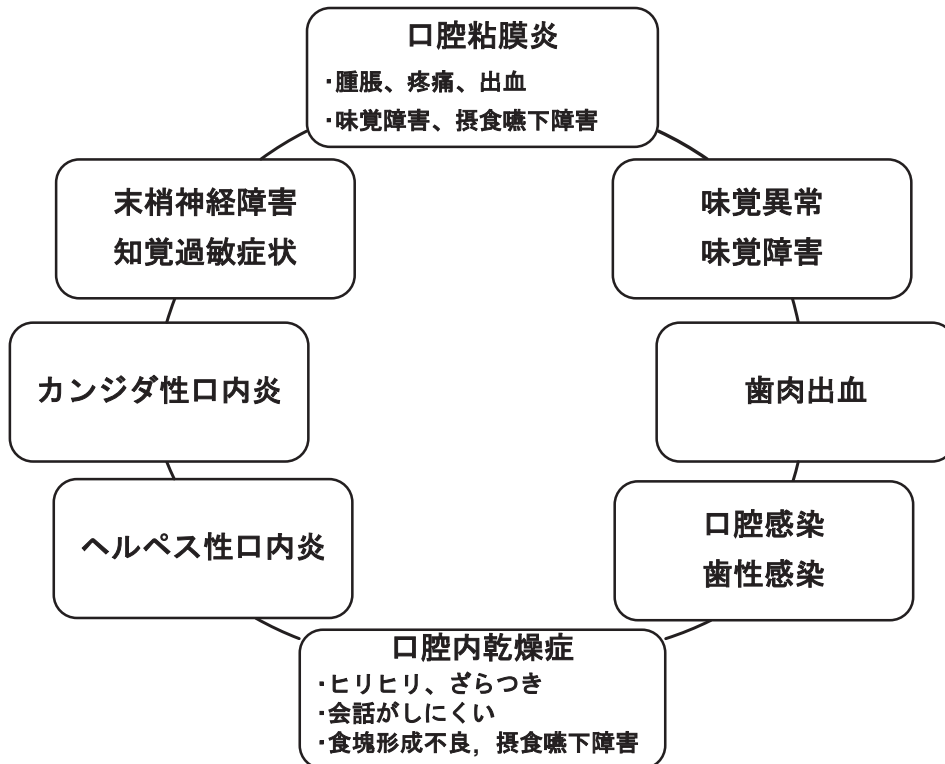 口腔粘膜炎
・腫脹、疼痛、出血
・味覚障害、摂食嚥下障害
末梢神経障害
知覚過敏症状
味覚異常
味覚障害
カンジダ性口内炎
歯肉出血
ヘルペス性口内炎
口腔感染
歯性感染
口腔内乾燥症
・ヒリヒリ、ざらつき
・会話がしにくい
・食塊形成不良，摂食嚥下障害